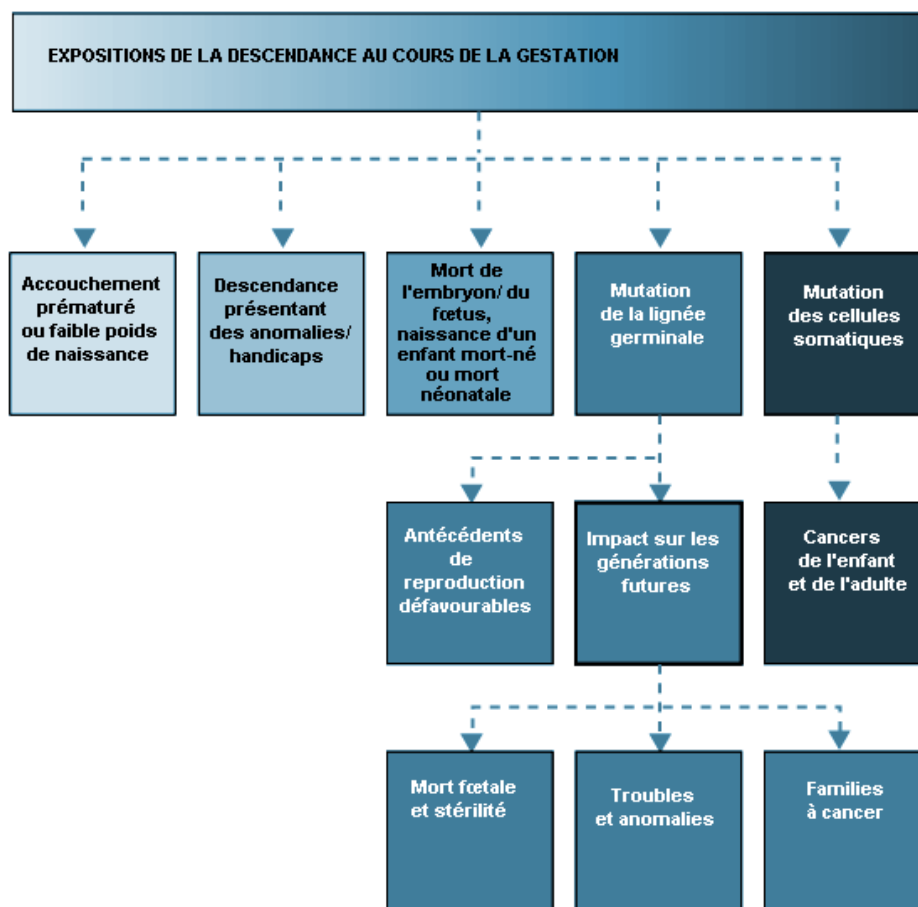 EXPOSITIONS DE LA DESCENDANCE AU COURS DE LA GESTATION
Accouchement
prématuré
ou faible poids
de naissance
Descendance
présentant
des anomalies/
handicaps
Mort de
l'embryon/ du
fœtus,
naissance d'un
enfant mort-né
ou mort
néonatale
Mutation
de la lignée
germinale
Mutation
des cellules
somatiques
Antécédents
de
reproduction
défavourables
Impact sur les
générations
futures
Cancers
de l'enfant
et de l'adulte
Mort fœtale
et stérilité
Troubles
et anomalies
Families
à cancer